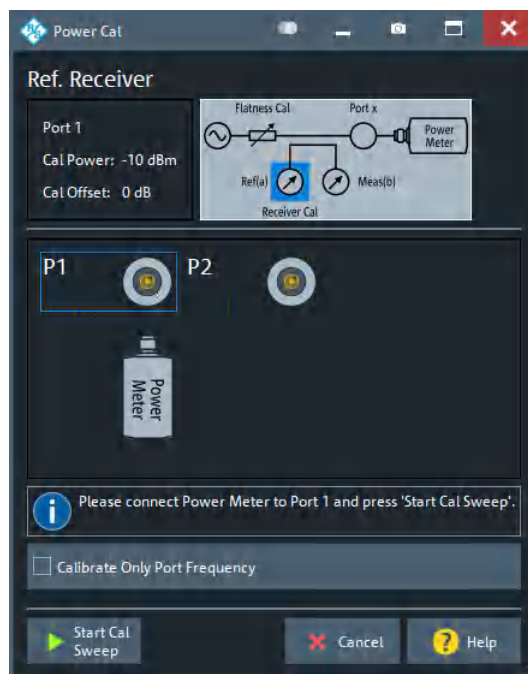 Power Cal
Ref. Receiver
Port 1
Cal Power: -10 dBm
Cal Offset: 0 dB
Flatness Cal
Port x
Power
Meter
Ref(a)
Meas(b)
Receiver Cal
P1
P2
Power
Meter
Please connect Power Meter to Port 1 and press 'Start Cal Sweep'.
Calibrate Only Port Frequency
Start Cal
Sweep
Cancel
Help